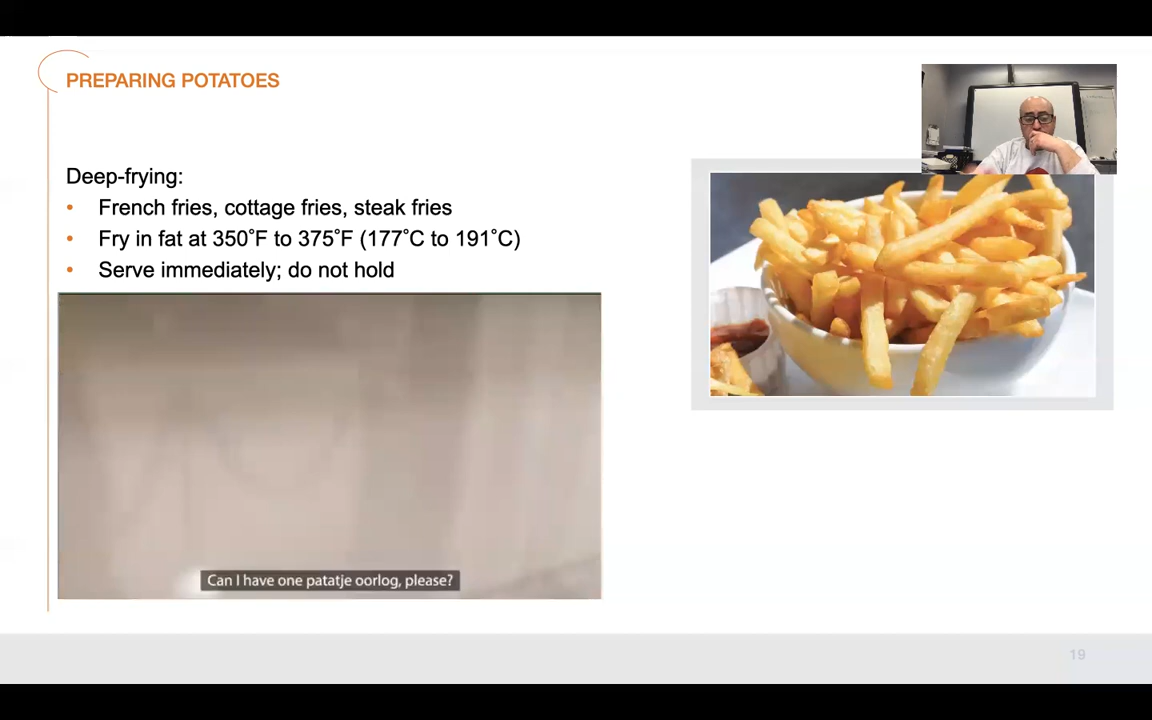 PREPARING POTATOES
Deep-frying:
• French fries, cottage fries, steak fries
• Fry in fat at 350˚F to 375˚F (177˚C to 191˚C)
• Serve immediately; do not hold
Can I have one patatje oorlog, please?
19